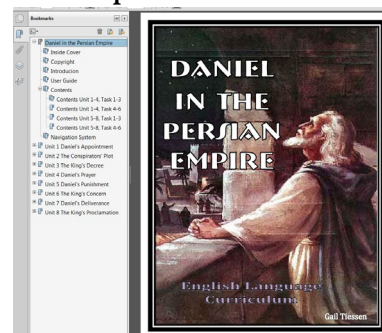 Bookmarks
Daniel in the Persian Empire
Inside Cover
Copyright
Introduction
User Guide
Contents
Contents Unit 1-4, Task 1-3
Contents Unit 1-4, Task 4-6
Contents Unit 5-8, Task 1-3
Contents Unit 5-8, Task 4-6
Navigation System
Unit 1 Daniel's Appointment
Unit 2 The Conspirators' Plot
Unit 3 The King's Decree
Unit 4 Daniel's Prayer
Unit 5 Daniel's Punishment
Unit 6 The King's Concern
Unit 7 Daniel's Deliverance
Unit 8 The King's Proclamation
DANIEL
IN THE
PERSIAN
EMPIRE
English Language
Curriculum
Gail Tiessen